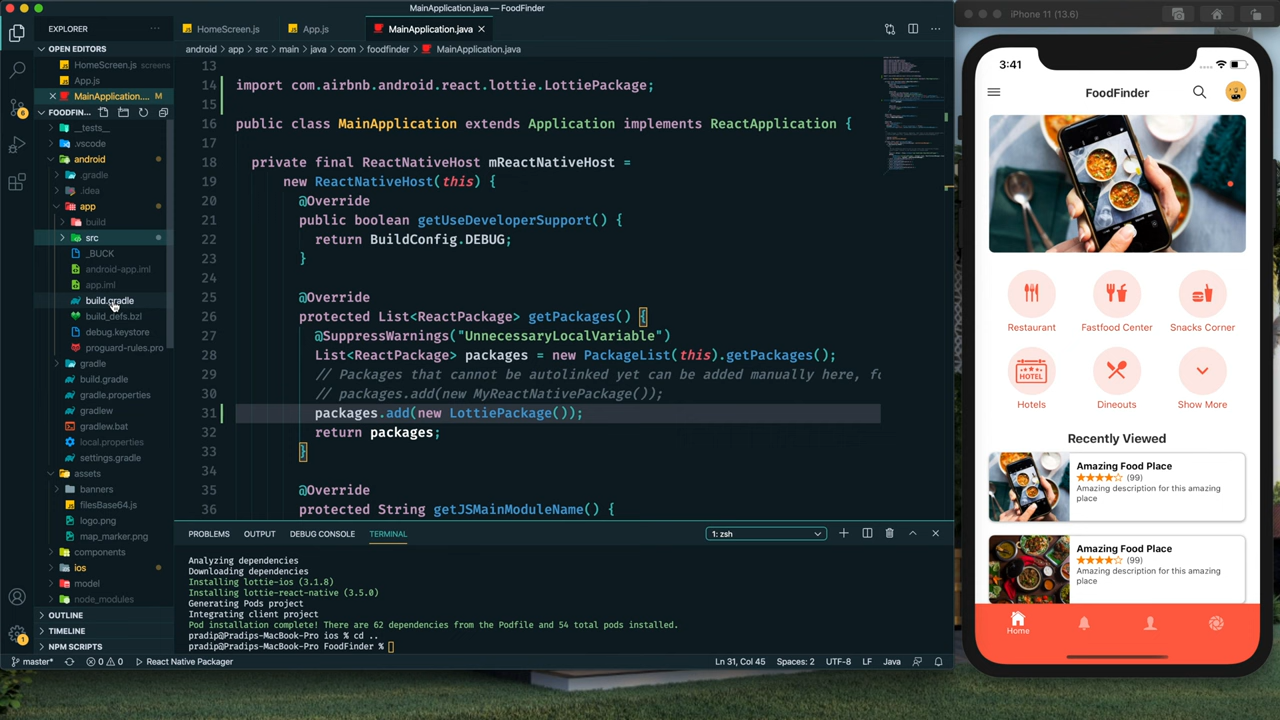 MainApplication.java — FoodFinder
EXPLORER
OPEN EDITORS
HomeScreen.js screens
App.js
MainApplication.... M
FOODFIN...
__tests__
.vscode
android
.gradle
.idea
app
build
src
_BUCK
android-app.iml
app.iml
build.gradle
build_defs.bzl
debug.keystore
proguard-rules.pro
gradle
build.gradle
gradle.properties
gradlew
gradlew.bat
local.properties
settings.gradle
assets
banners
filesBase64.js
logo.png
map_marker.png
components
ios
model
node_modules
OUTLINE
TIMELINE
NPM SCRIPTS
6
1
HomeScreen.js
App.js
MainApplication.java
android > app > src > main > java > com > foodfinder > MainApplication.java
13
14 import com.airbnb.android.react.lottie.LottiePackage;
15
16 public class MainApplication extends Application implements ReactApplication {
18 private final ReactNativeHost mReactNativeHost =
19 new ReactNativeHost(this) {
20 @Override
21 public boolean getUseDeveloperSupport() {
22 return BuildConfig.DEBUG;
23 }
24
25 @Override
26 protected List<ReactPackage> getPackages() {
27 @SuppressWarnings("UnnecessaryLocalVariable")
28 List<ReactPackage> packages = new PackageList(this).getPackages();
29 // Packages that cannot be autolinked yet can be added manually here, fo
30 // packages.add(new MyReactNativePackage());
31 packages.add(new LottiePackage());
32 return packages;
33 }
34
35 @Override
36 protected String getJSMainModuleName() {
PROBLEMS OUTPUT DEBUG CONSOLE TERMINAL
1: zsh
Analyzing dependencies
Downloading dependencies
Installing lottie-ios (3.1.8)
Installing lottie-react-native (3.5.0)
Generating Pods project
Integrating client project
Pod installation complete! There are 62 dependencies from the Podfile and 54 total pods installed.
pradip@Pradips-MacBook-Pro ios % cd ..
pradip@Pradips-MacBook-Pro FoodFinder %
master* 0 0 React Native Packager
Ln 31, Col 45 Spaces: 2 UTF-8 LF Java
iPhone 11 (13.6)
3:41
FoodFinder
Restaurant
Fastfood Center
Snacks Corner
HOTEL
Hotels
Dineouts
Show More
Recently Viewed
Amazing Food Place
(99)
Amazing description for this amazing
place
Amazing Food Place
(99)
Amazing description for this amazing
place
Home